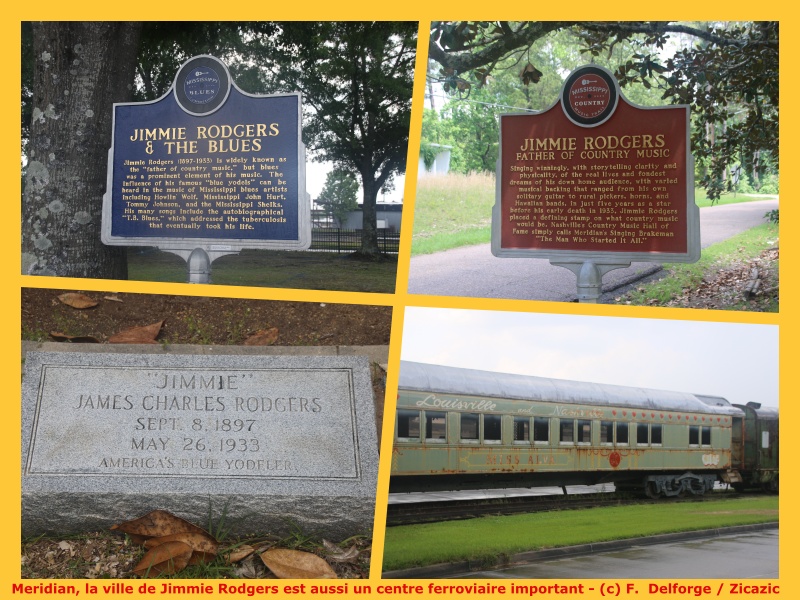 MISSISSIPPI
BLUES
JIMMIE RODGERS
& THE BLUES
Jimmie Rodgers (1897-1933) is widely known as
the "father of country music," but blues
was a prominent element of his music. The
influence of his famous "blue yodels" can be
heard in the music of Mississippi blues artists
including Howlin' Wolf, Mississippi John Hurt,
Tommy Johnson, and the Mississippi Sheiks.
His many songs include the autobiographical
"T.B. Blues," which addressed the tuberculosis
that eventually took his life.
MISSISSIPPI
COUNTRY
MUSIC TRAIL
JIMMIE RODGERS
FATHER OF COUNTRY MUSIC
Singing winningly, with storytelling clarity and
physicality, of the real lives and fondest
dreams of his down home audience, with varied
musical backing that ranged from his own
solitary guitar to rural pickers, horns, and
Hawaiian bands, in just five years as a star
before his early death in 1933, Jimmie Rodgers
placed a defining stamp on what country music
would be. Nashville's Country Music Hall of
Fame simply calls Meridian's Singing Brakeman
"The Man Who Started It All."
"JIMMIE"
JAMES CHARLES RODGERS
SEPT. 8, 1897
MAY 26, 1933
AMERICA'S BLUE YODELER
Louisville and
Meridian, la ville de Jimmie Rodgers est aussi un centre ferroviaire important - (c) F. Delforge / Zicazic